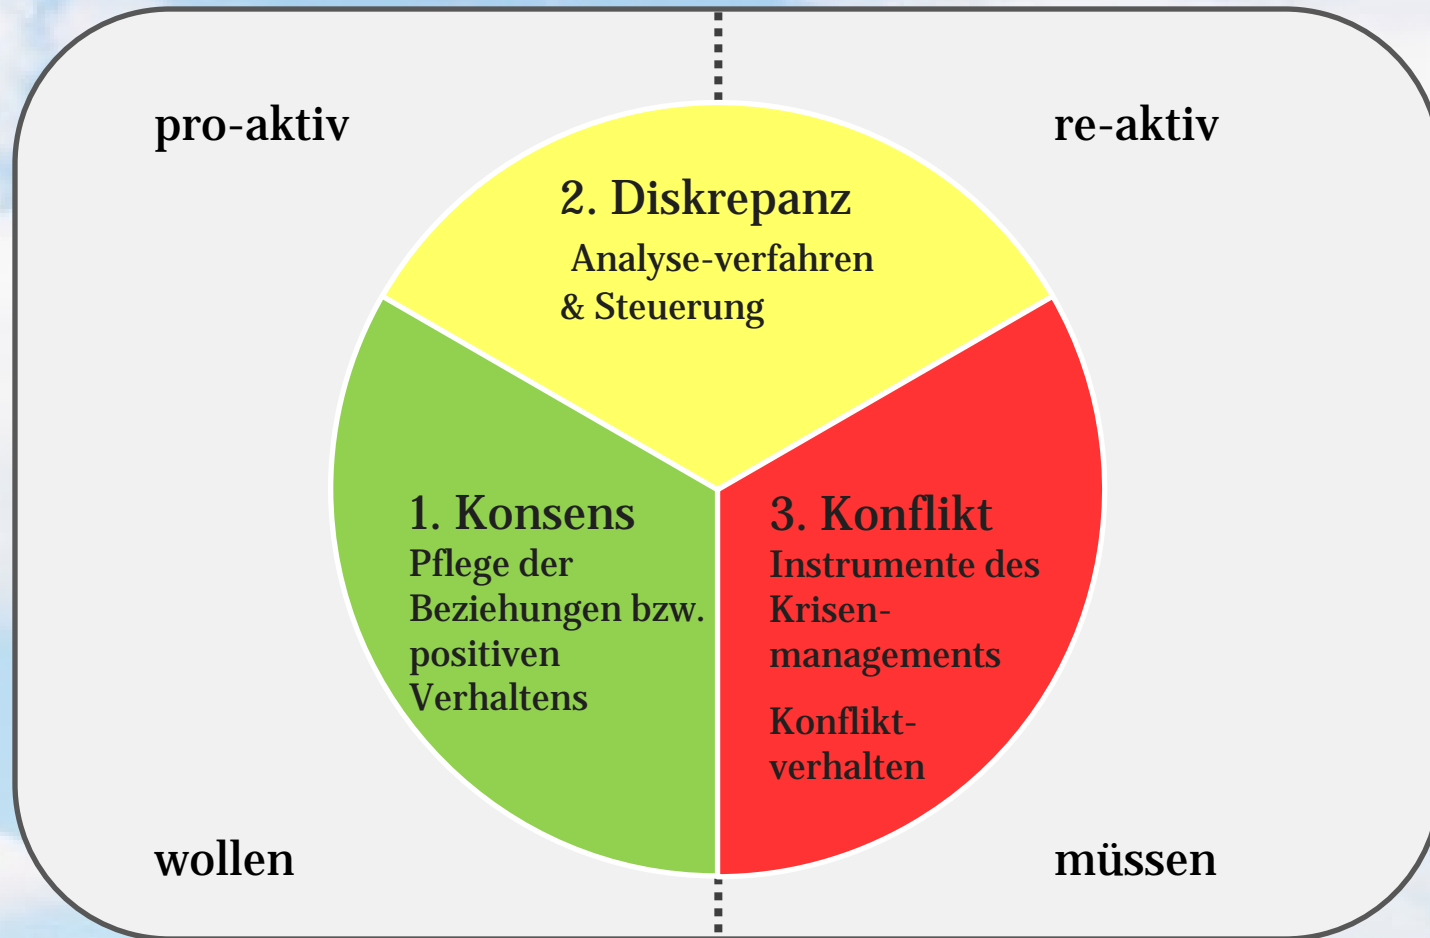 pro-aktiv
re-aktiv
2. Diskrepanz
Analyse-verfahren
& Steuerung
1. Konsens
Pflege der
Beziehungen bzw.
positiven
Verhaltens
3. Konflikt
Instrumente des
Krisen-
managements
Konflikt-
verhalten
wollen
müssen